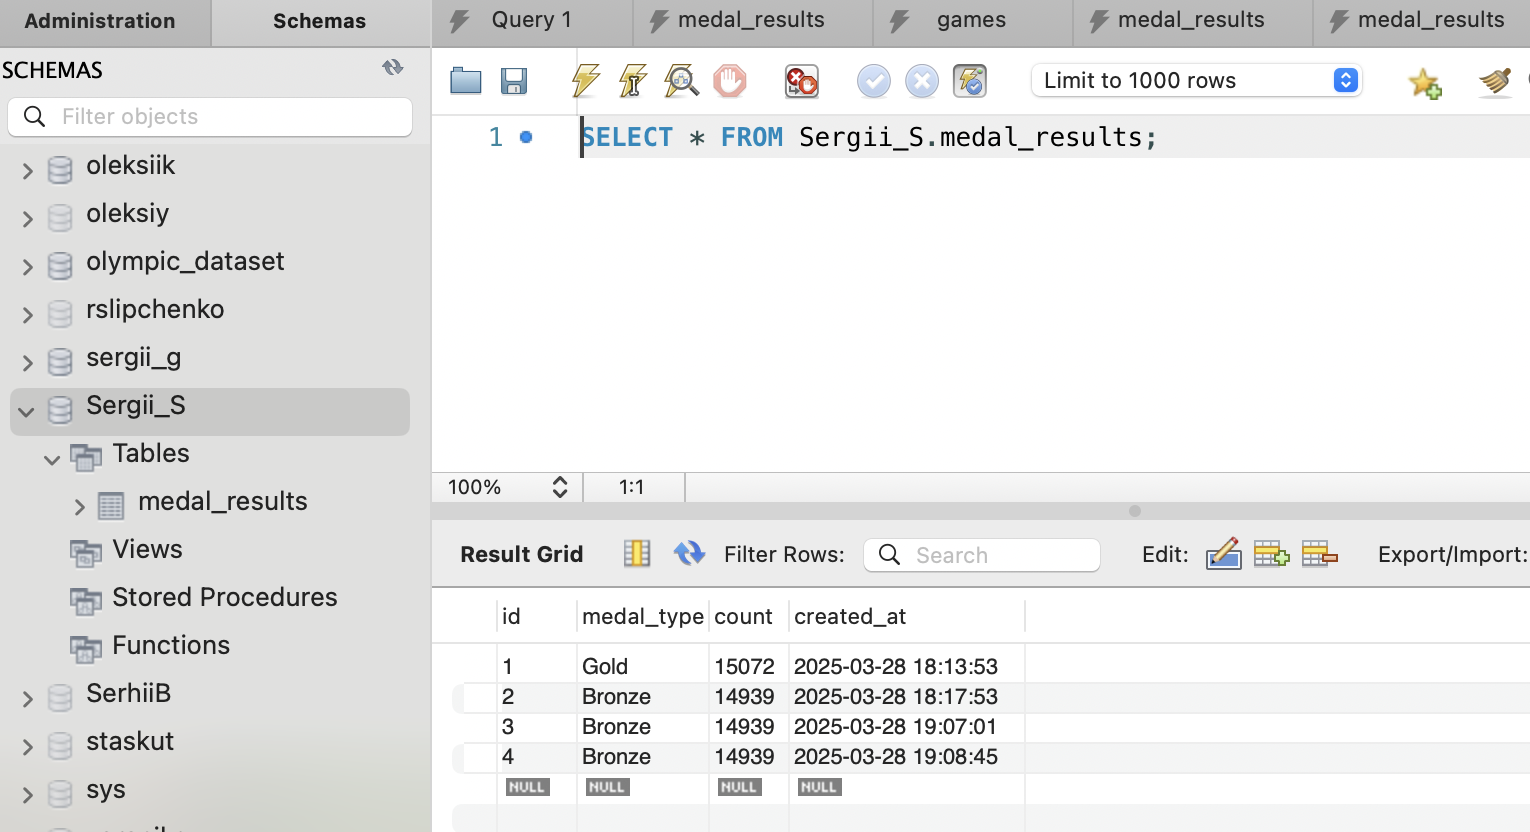 Administration Schemas
Query 1 medal_results games medal_results medal_results
SCHEMAS
Filter objects
Limit to 1000 rows
1 SELECT * FROM Sergii_S.medal_results;
oleksiik
oleksiy
olympic_dataset
rslipchenko
sergii_g
Sergii_S
Tables
medal_results
Views
Stored Procedures
Functions
SerhiiB
staskut
sys
100% 1:1
Result Grid Filter Rows: Search Edit: Export/Import:
id medal_type count created_at
1 Gold 15072 2025-03-28 18:13:53
2 Bronze 14939 2025-03-28 18:17:53
3 Bronze 14939 2025-03-28 19:07:01
4 Bronze 14939 2025-03-28 19:08:45
NULL NULL NULL NULL